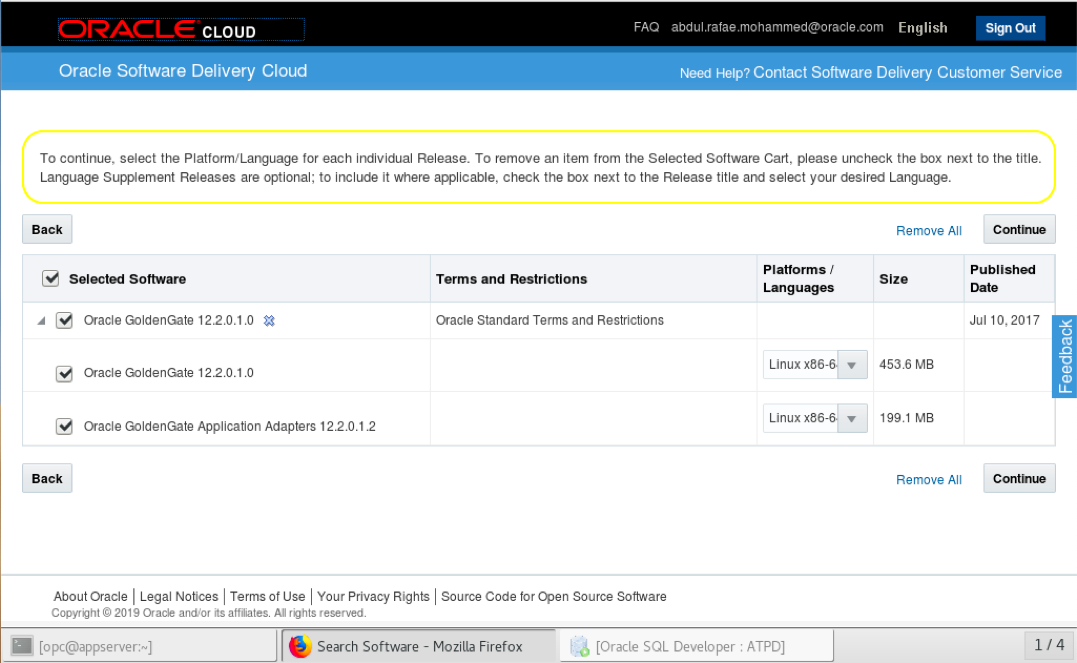 ORACLE CLOUD
FAQ abdul.rafae.mohammed@oracle.com English Sign Out
Oracle Software Delivery Cloud
Need Help? Contact Software Delivery Customer Service
To continue, select the Platform/Language for each individual Release. To remove an item from the Selected Software Cart, please uncheck the box next to the title.
Language Supplement Releases are optional; to include it where applicable, check the box next to the Release title and select your desired Language.
Back
Remove All Continue
Selected Software Terms and Restrictions Platforms / Languages Size Published Date
Oracle GoldenGate 12.2.0.1.0 Oracle Standard Terms and Restrictions Jul 10, 2017
Oracle GoldenGate 12.2.0.1.0 Linux x86-6 453.6 MB
Oracle GoldenGate Application Adapters 12.2.0.1.2 Linux x86-6 199.1 MB
Feedback
Back
Remove All Continue
About Oracle | Legal Notices | Terms of Use | Your Privacy Rights | Source Code for Open Source Software
Copyright © 2019 Oracle and/or its affiliates. All rights reserved.
[opc@appserver:~] Search Software - Mozilla Firefox [Oracle SQL Developer : ATPD] 1 / 4